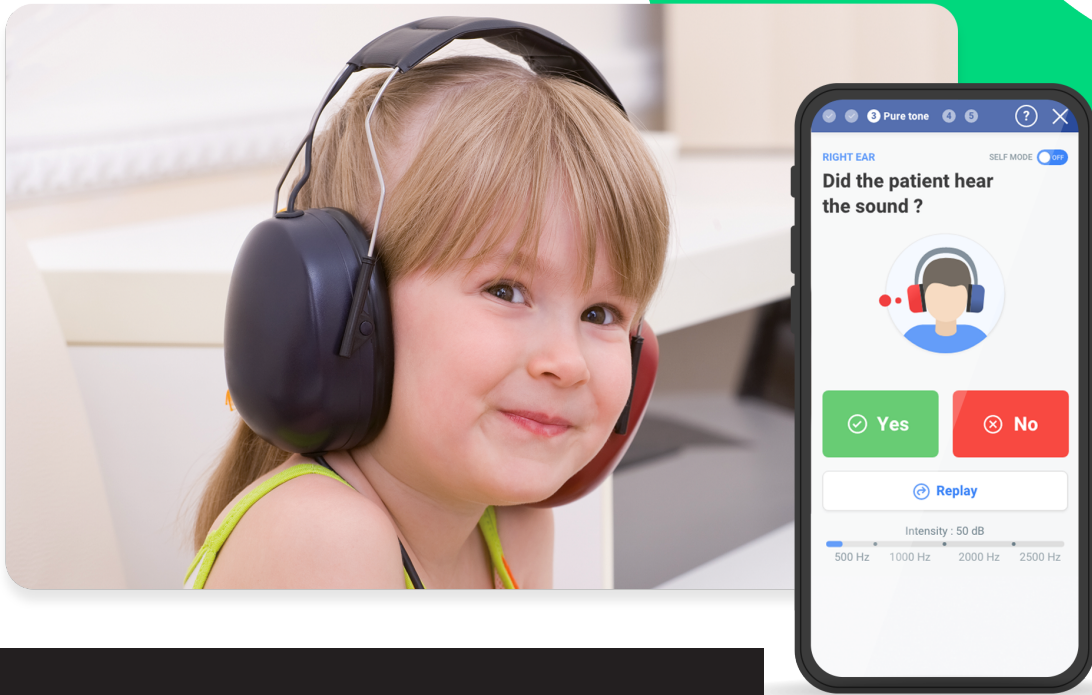 3 Pure tone 4 5 ?
RIGHT EAR SELF MODE OFF
Did the patient hear
the sound ?
Yes No
Replay
Intensity : 50 dB
500 Hz 1000 Hz 2000 Hz 2500 Hz